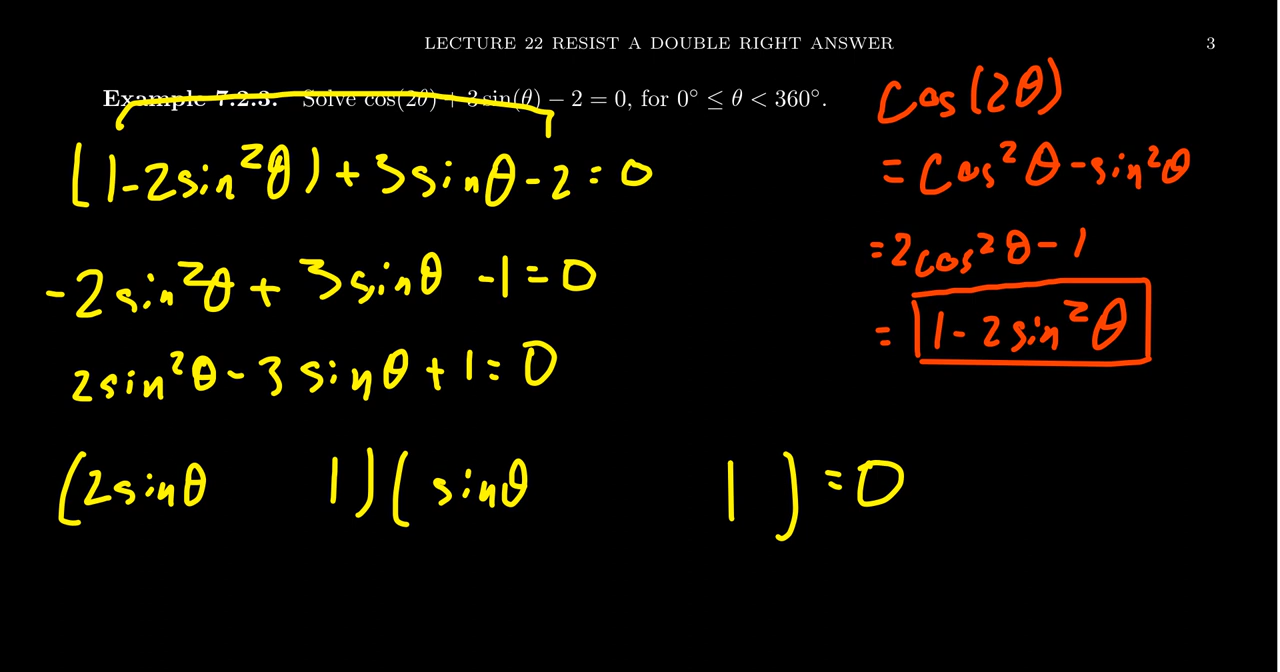 LECTURE 22 RESIST A DOUBLE RIGHT ANSWER 3
Example 7.2.3. Solve cos(2θ) + 3 sin(θ) − 2 = 0, for 0° ≤ θ < 360°.
(1-2sin²θ) + 3sinθ - 2 = 0
-2sin²θ + 3sinθ -1 = 0
2sin²θ - 3sinθ + 1 = 0
(2sinθ 1)(sinθ 1) = 0
cos(2θ)
= cos²θ - sin²θ
= 2cos²θ - 1
= 1 - 2sin²θ